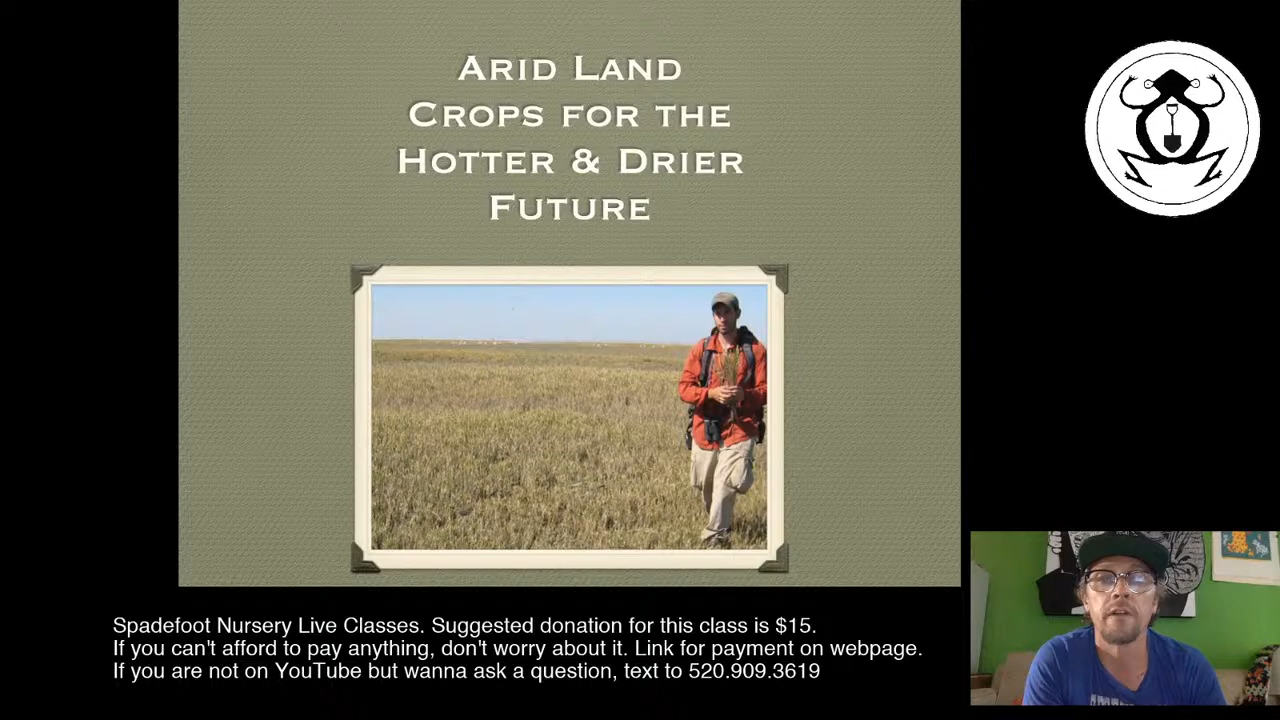 ARID LAND
CROPS FOR THE
HOTTER & DRIER
FUTURE
Spadefoot Nursery Live Classes. Suggested donation for this class is $15.
If you can't afford to pay anything, don't worry about it. Link for payment on webpage.
If you are not on YouTube but wanna ask a question, text to 520.909.3619